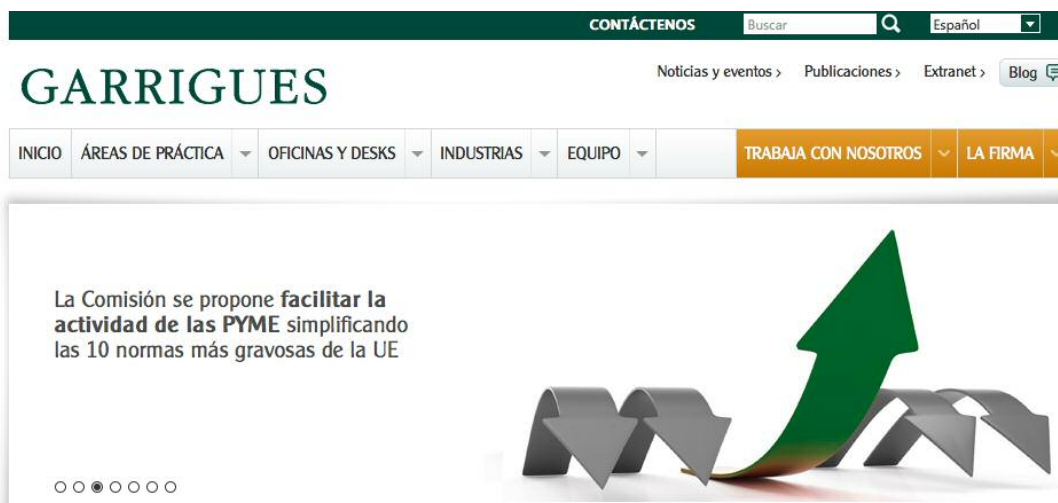 CONTÁCTENOS Buscar Español
GARRIGUES
Noticias y eventos › Publicaciones › Extranet › Blog
INICIO ÁREAS DE PRÁCTICA OFICINAS Y DESKS INDUSTRIAS EQUIPO TRABAJA CON NOSOTROS LA FIRMA
La Comisión se propone facilitar la
actividad de las PYME simplificando
las 10 normas más gravosas de la UE